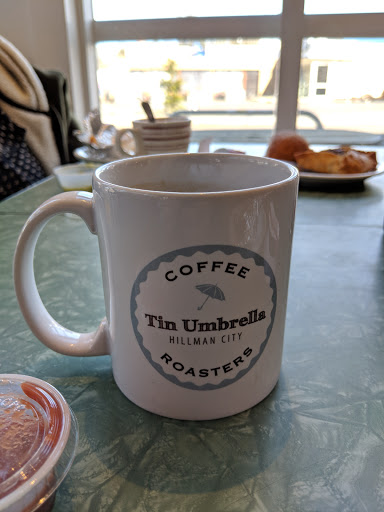 COFFEE
Tin Umbrella
HILLMAN CITY
ROASTERS